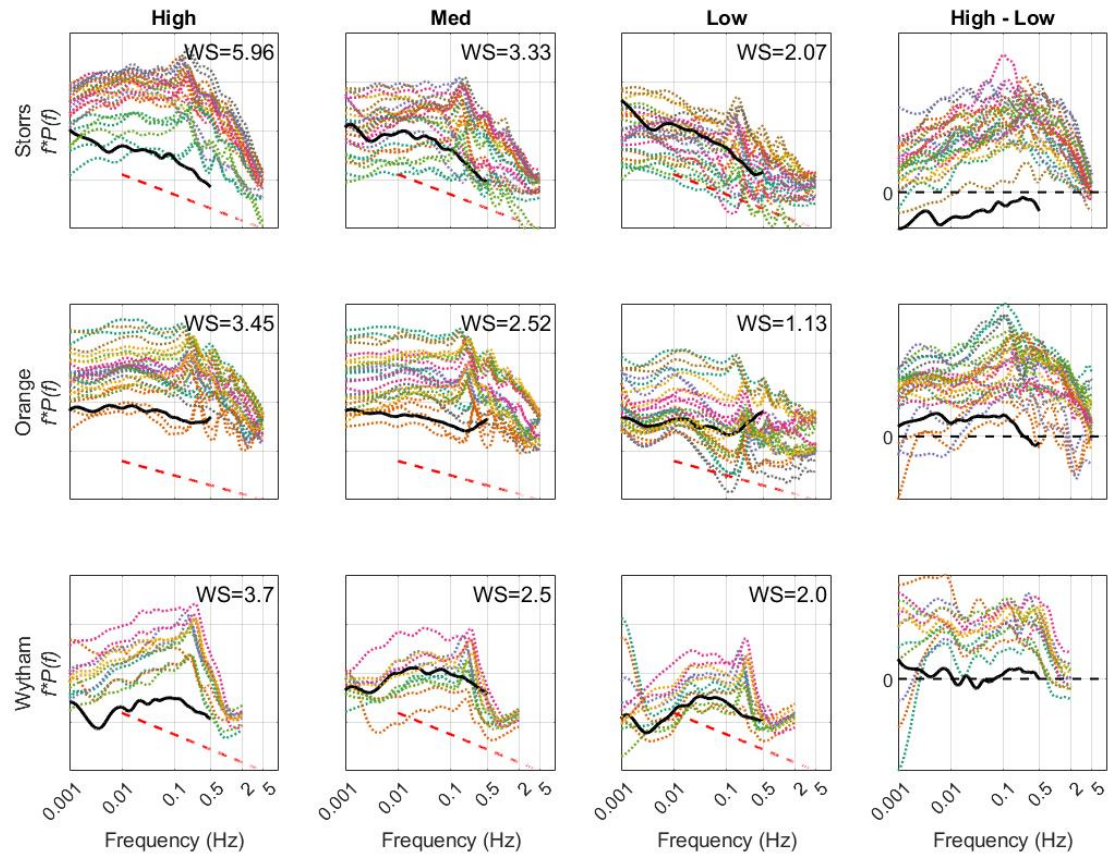 High Med Low High - Low
Storrs
f*P(f)
WS=5.96
WS=3.33
WS=2.07
0
Orange
f*P(f)
WS=3.45
WS=2.52
WS=1.13
0
Wytham
f*P(f)
WS=3.7
WS=2.5
WS=2.0
0
0.001 0.01 0.1 0.5 2 5
0.001 0.01 0.1 0.5 2 5
0.001 0.01 0.1 0.5 2 5
0.001 0.01 0.1 0.5 2 5
Frequency (Hz)
Frequency (Hz)
Frequency (Hz)
Frequency (Hz)